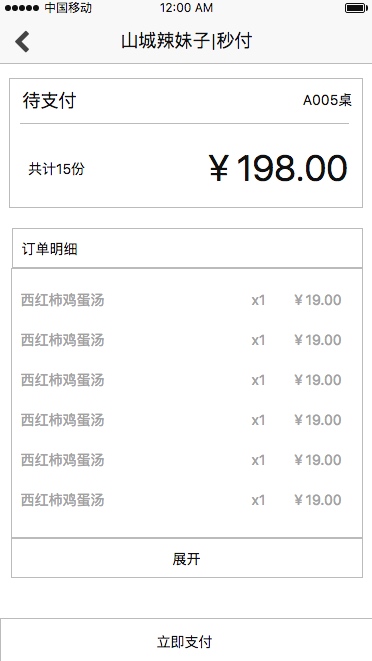 中国移动 12:00 AM
山城辣妹子|秒付
待支付 A005桌
共计15份 ¥198.00
订单明细
西红柿鸡蛋汤 x1 ¥19.00
西红柿鸡蛋汤 x1 ¥19.00
西红柿鸡蛋汤 x1 ¥19.00
西红柿鸡蛋汤 x1 ¥19.00
西红柿鸡蛋汤 x1 ¥19.00
西红柿鸡蛋汤 x1 ¥19.00
展开
立即支付